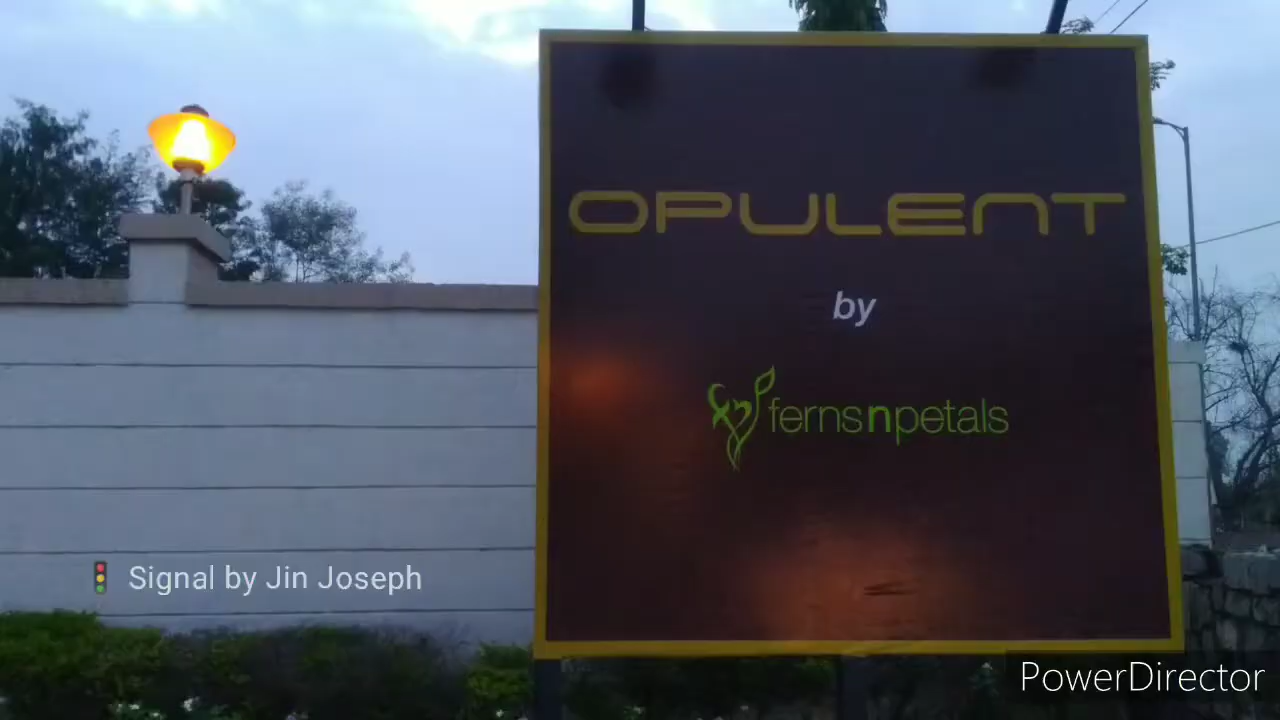 OPULENT
by
fernsnpetals
🚦 Signal by Jin Joseph
PowerDirector